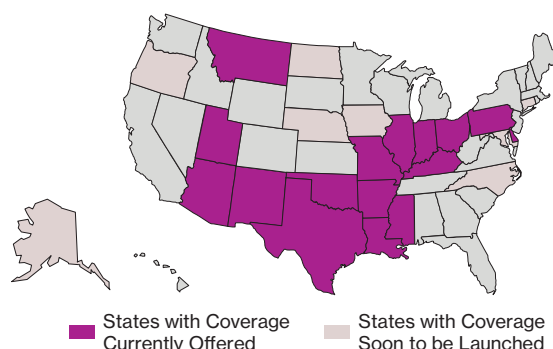 States with Coverage
Currently Offered
States with Coverage
Soon to be Launched